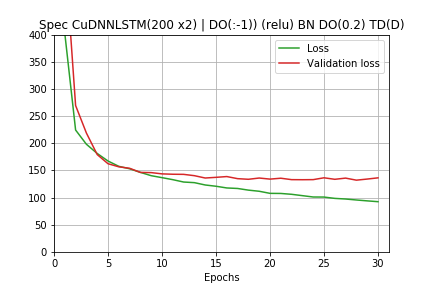 Spec CuDNNLSTM(200 x2) | DO(:-1)) (relu) BN DO(0.2) TD(D)
400
350
300
250
200
150
100
50
0
Loss
Validation loss
0 5 10 15 20 25 30
Epochs